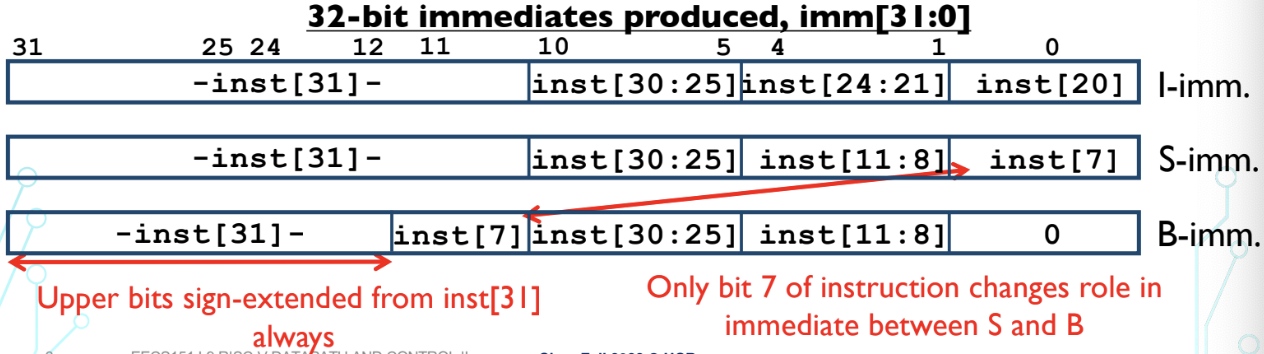 32-bit immediates produced, imm[31:0]
31 25 24 12 11 10 5 4 1 0
-inst[31]- inst[30:25] inst[24:21] inst[20] I-imm.
-inst[31]- inst[30:25] inst[11:8] inst[7] S-imm.
-inst[31]- inst[7] inst[30:25] inst[11:8] 0 B-imm.
Upper bits sign-extended from inst[31]
always
Only bit 7 of instruction changes role in
immediate between S and B